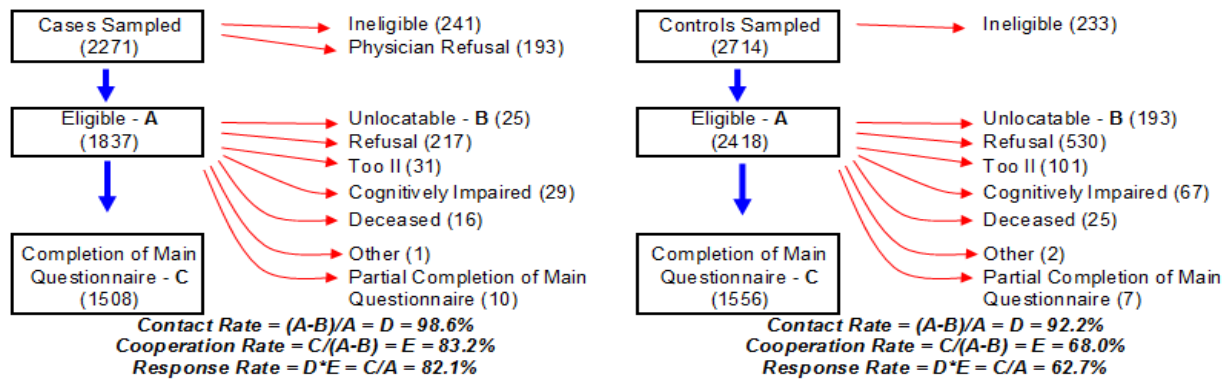 Cases Sampled
(2271)
Ineligible (241)
Physician Refusal (193)
Eligible - A
(1837)
Unlocatable - B (25)
Refusal (217)
Too Il (31)
Cognitively Impaired (29)
Deceased (16)
Other (1)
Partial Completion of Main
Questionnaire (10)
Completion of Main
Questionnaire - C
(1508)
Contact Rate = (A-B)/A = D = 98.6%
Cooperation Rate = C/(A-B) = E = 83.2%
Response Rate = D*E = C/A = 82.1%
Controls Sampled
(2714)
Ineligible (233)
Eligible - A
(2418)
Unlocatable - B (193)
Refusal (530)
Too Il (101)
Cognitively Impaired (67)
Deceased (25)
Other (2)
Partial Completion of Main
Questionnaire (7)
Completion of Main
Questionnaire - C
(1556)
Contact Rate = (A-B)/A = D = 92.2%
Cooperation Rate = C/(A-B) = E = 68.0%
Response Rate = D*E = C/A = 62.7%